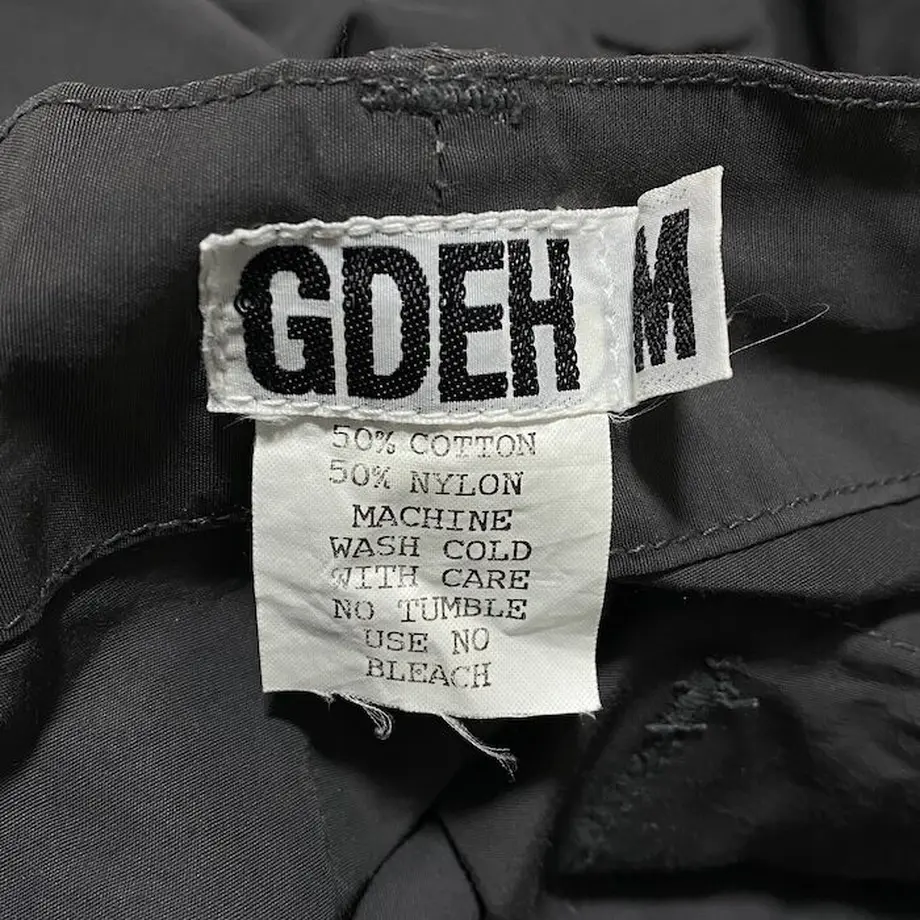 GDEH M
50% COTTON
50% NYLON
MACHINE
WASH COLD
WITH CARE
NO TUMBLE
USE NO
BLEACH